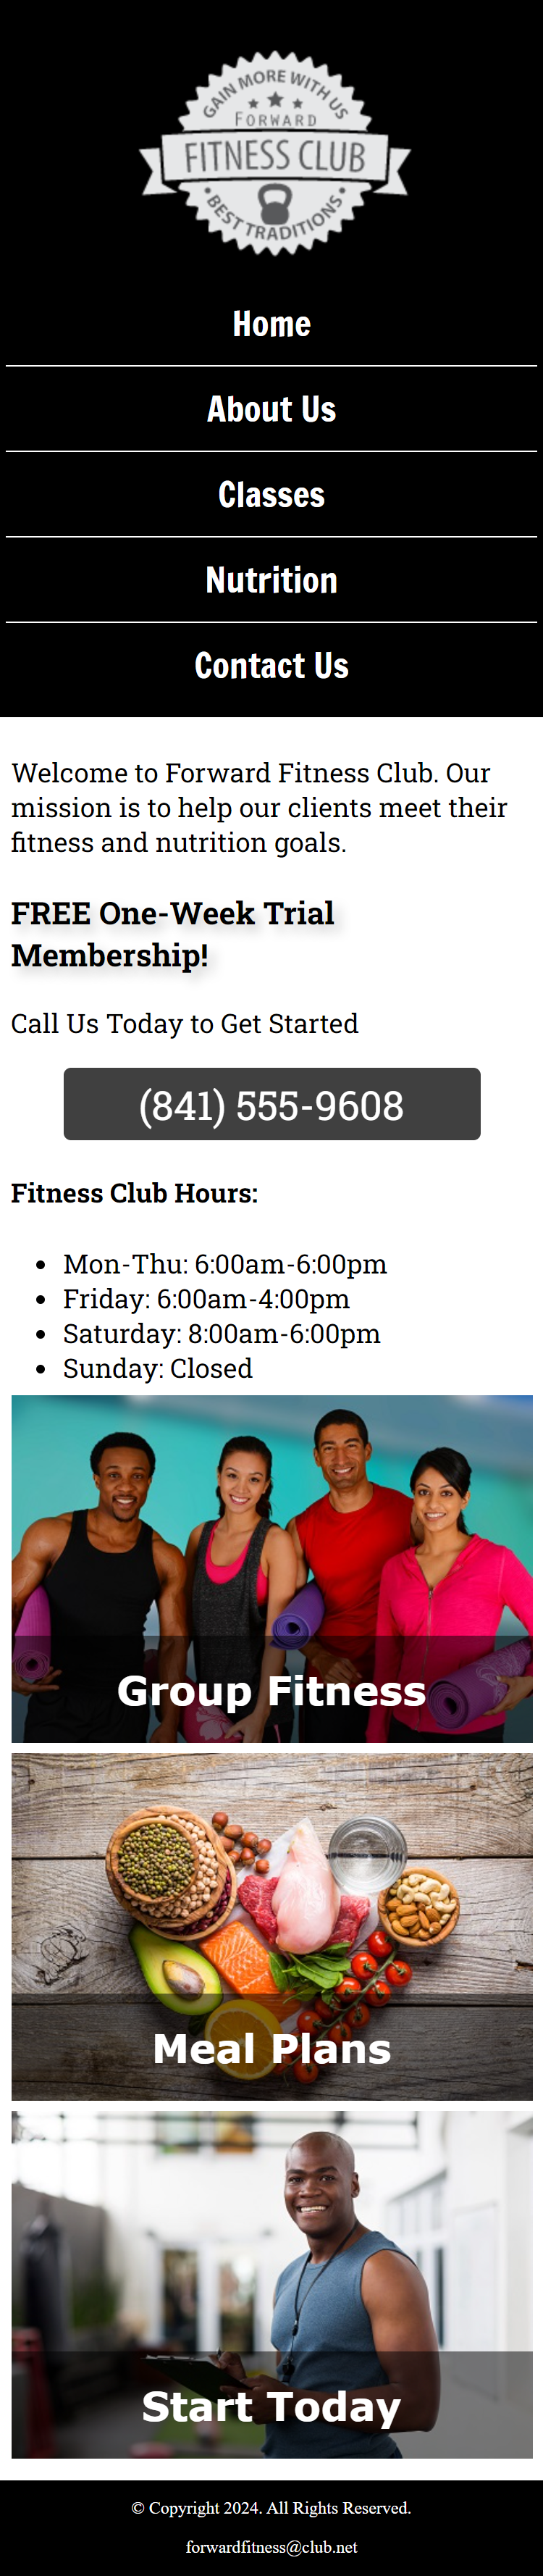 GAIN MORE WITH US
FORWARD
FITNESS CLUB
BEST TRADITIONS
Home
About Us
Classes
Nutrition
Contact Us
Welcome to Forward Fitness Club. Our
mission is to help our clients meet their
fitness and nutrition goals.
FREE One-Week Trial
Membership!
Call Us Today to Get Started
(841) 555-9608
Fitness Club Hours:
• Mon-Thu: 6:00am-6:00pm
• Friday: 6:00am-4:00pm
• Saturday: 8:00am-6:00pm
• Sunday: Closed
Group Fitness
Meal Plans
Start Today
© Copyright 2024. All Rights Reserved.
forwardfitness@club.net